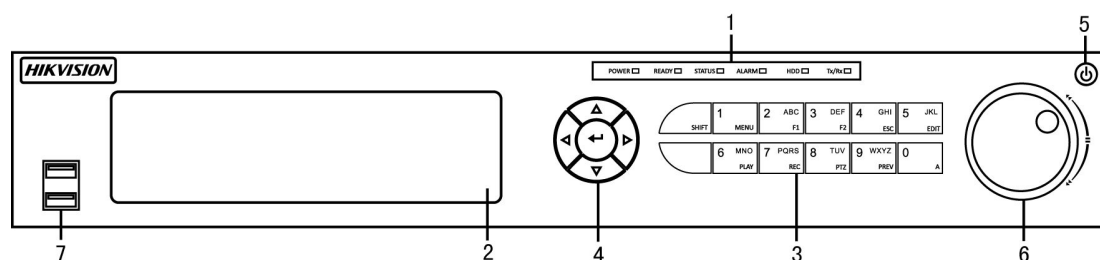 1
5
HIKVISION
POWER READY STATUS ALARM HDD Tx/Rx
SHIFT
1 MENU
2 ABC F1
3 DEF F2
4 GHI ESC
5 JKL EDIT
6 MNO PLAY
7 PQRS REC
8 TUV PTZ
9 WXYZ PREV
0 A
7
2
4
3
6